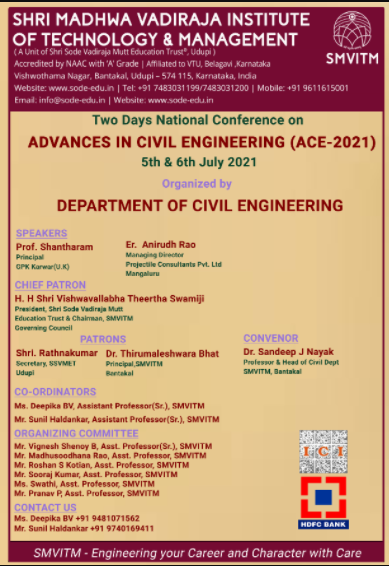 SHRI MADHWA VADIRAJA INSTITUTE
OF TECHNOLOGY & MANAGEMENT
( A Unit of Shri Sode Vadiraja Mutt Education Trust®, Udupi )
Accredited by NAAC with 'A' Grade | Affiliated to VTU, Belagavi ,Karnataka
Vishwothama Nagar, Bantakal, Udupi – 574 115, Karnataka, India
Website: www.sode-edu.in | Tel: +91 7483031199/7483031200 | Mobile: +91 9611615001
Email: info@sode-edu.in | Website: www.sode-edu.in
SMVITM
Two Days National Conference on
ADVANCES IN CIVIL ENGINEERING (ACE-2021)
5th & 6th July 2021
Organized by
DEPARTMENT OF CIVIL ENGINEERING
SPEAKERS
Prof. Shantharam
Principal
GPK Karwar(U.K)
Er. Anirudh Rao
Managing Director
Projectile Consultants Pvt. Ltd
Mangaluru
CHIEF PATRON
H. H Shri Vishwavallabha Theertha Swamiji
President, Shri Sode Vadiraja Mutt
Education Trust & Chairman, SMVITM
Governing Council
PATRONS
Shri. Rathnakumar
Secretary, SSVMET
Udupi
Dr. Thirumaleshwara Bhat
Principal,SMVITM
Bantakal
CONVENOR
Dr. Sandeep J Nayak
Professor & Head of Civil Dept
SMVITM, Bantakal
CO-ORDINATORS
Ms. Deepika BV, Assistant Professor(Sr.), SMVITM
Mr. Sunil Haldankar, Assistant Professor(Sr.), SMVITM
ORGANIZING COMMITTEE
Mr. Vignesh Shenoy B, Asst. Professor(Sr.), SMVITM
Mr. Madhusoodhana Rao, Asst. Professor, SMVITM
Mr. Roshan S Kotian, Asst. Professor, SMVITM
Mr. Sooraj Kumar, Asst. Professor, SMVITM
Ms. Swathi, Asst. Professor, SMVITM
Mr. Pranav P, Asst. Professor, SMVITM
CONTACT US
Ms. Deepika BV +91 9481071562
Mr. Sunil Haldankar +91 9740169411
ICI
HDFC BANK
SMVITM - Engineering your Career and Character with Care